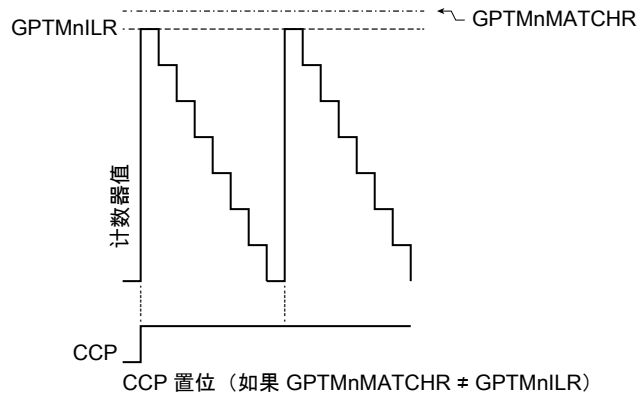 GPTMnMATCHR
GPTMnILR
计数器值
CCP
CCP 置位（如果 GPTMnMATCHR ≠ GPTMnILR）